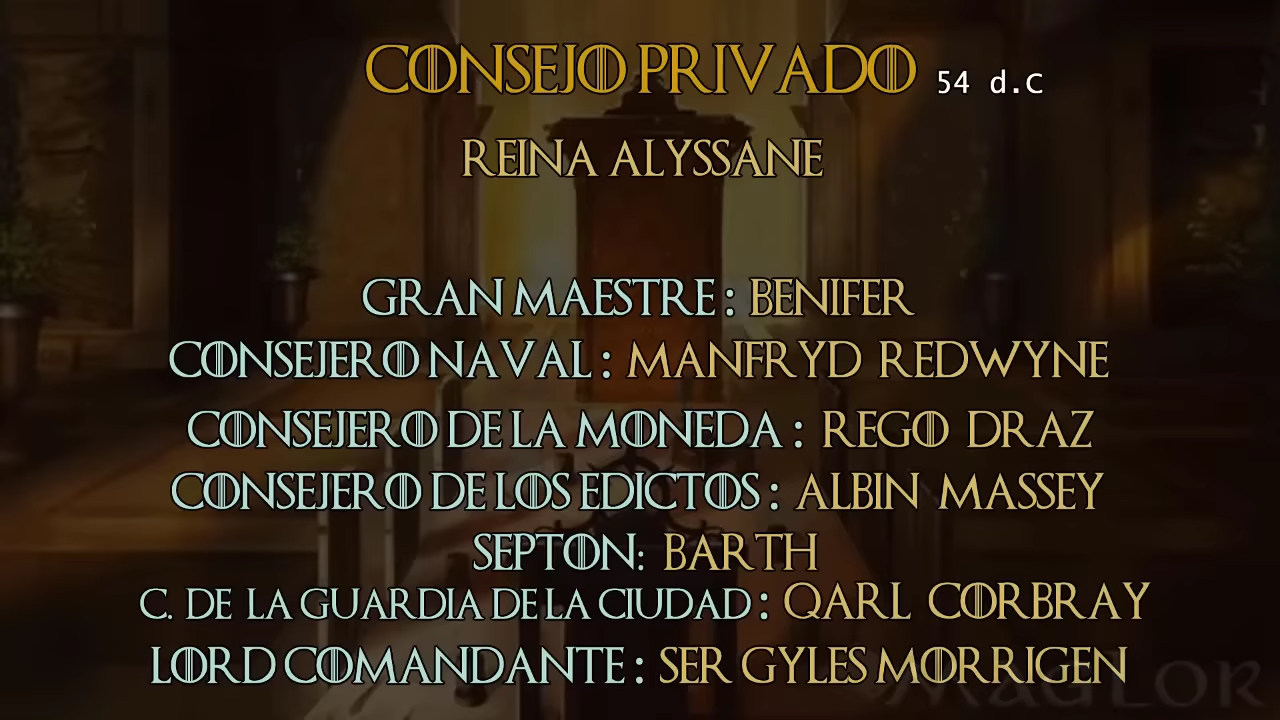 CONSEJO PRIVADO 54 d.C
REINA ALYSSANE
GRAN MAESTRE : BENIFER
CONSEJERO NAVAL : MANFRYD REDWYNE
CONSEJERO DE LA MONEDA : REGO DRAZ
CONSEJERO DE LOS EDICTOS : ALBIN MASSEY
SEPTON: BARTH
C. DE LA GUARDIA DE LA CIUDAD : QARL CORBRAY
LORD COMANDANTE : SER GYLES MORRIGEN
MAGLOR